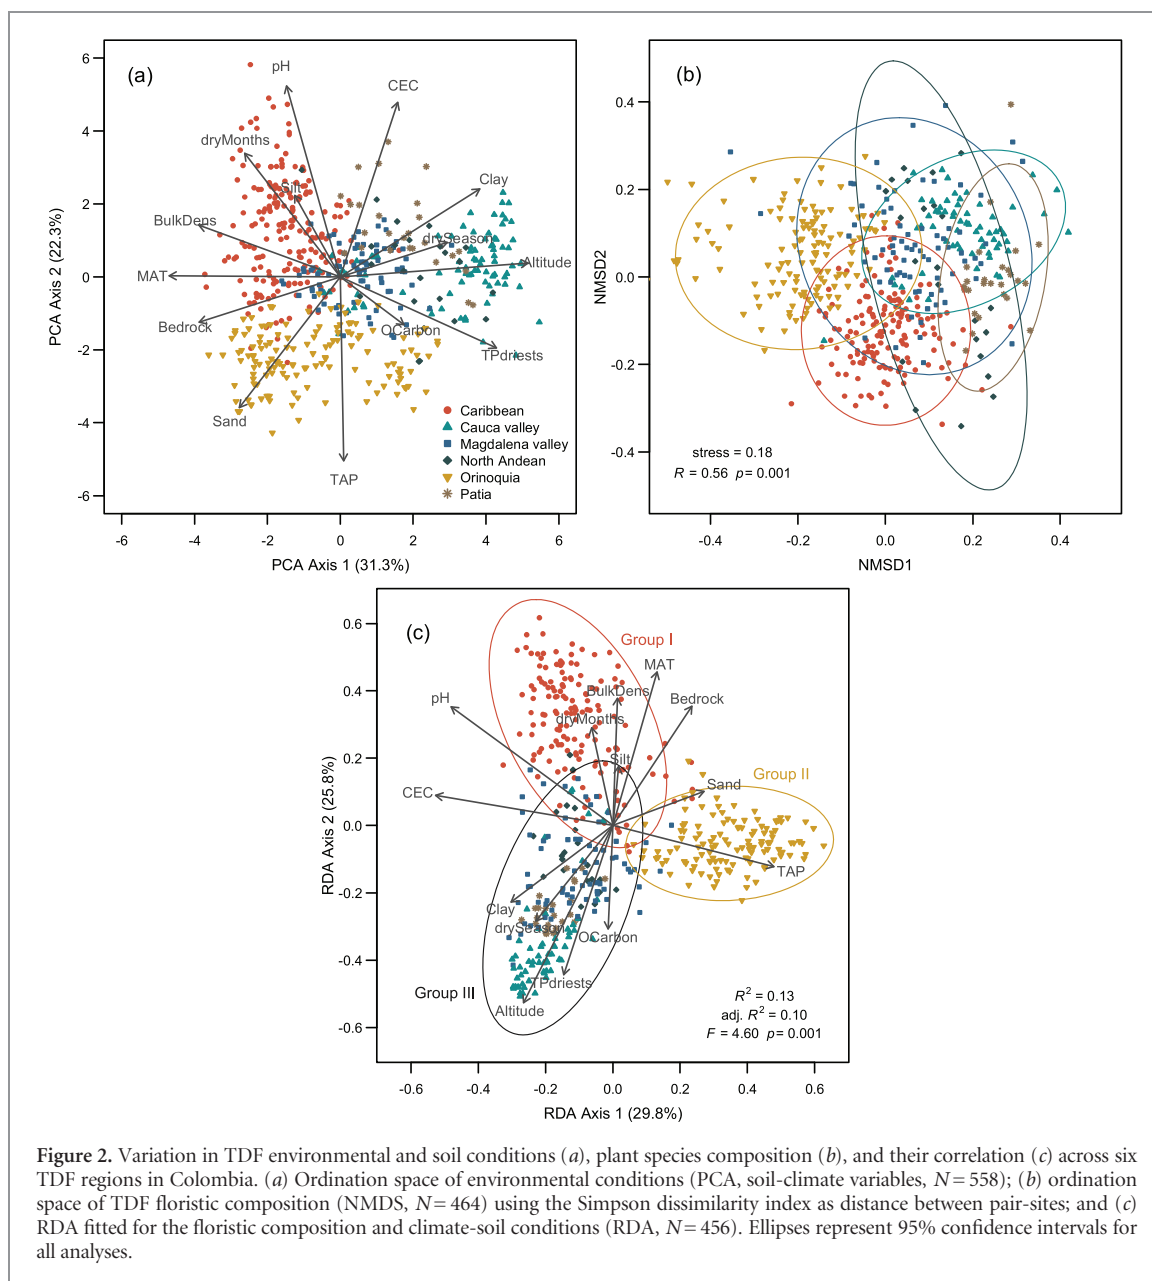 (a)
pH
CEC
dryMonths
Silt
Clay
BulkDens
drySeason
MAT
Altitude
Bedrock
OCarbon
TPdriests
Sand
TAP
Caribbean
Cauca valley
Magdalena valley
North Andean
Orinoquia
Patia
6
4
2
0
-2
-4
-6
PCA Axis 2 (22.3%)
-6 -4 -2 0 2 4 6
PCA Axis 1 (31.3%)
(b)
0.4
0.2
0.0
-0.2
-0.4
NMSD2
stress = 0.18
R = 0.56 p= 0.001
-0.4 -0.2 0.0 0.2 0.4
NMSD1
(c)
Group I
MAT
BulkDens
pH
Bedrock
dryMonths
Silt
Group II
CEC
Sand
TAP
Clay
drySeason
OCarbon
TPdriests
Group III
Altitude
R² = 0.13
adj. R² = 0.10
F = 4.60 p= 0.001
0.6
0.4
0.2
0.0
-0.2
-0.4
-0.6
RDA Axis 2 (25.8%)
-0.6 -0.4 -0.2 0.0 0.2 0.4 0.6
RDA Axis 1 (29.8%)
Figure 2. Variation in TDF environmental and soil conditions (a), plant species composition (b), and their correlation (c) across six
TDF regions in Colombia. (a) Ordination space of environmental conditions (PCA, soil-climate variables, N = 558); (b) ordination
space of TDF floristic composition (NMDS, N = 464) using the Simpson dissimilarity index as distance between pair-sites; and (c)
RDA fitted for the floristic composition and climate-soil conditions (RDA, N = 456). Ellipses represent 95% confidence intervals for
all analyses.